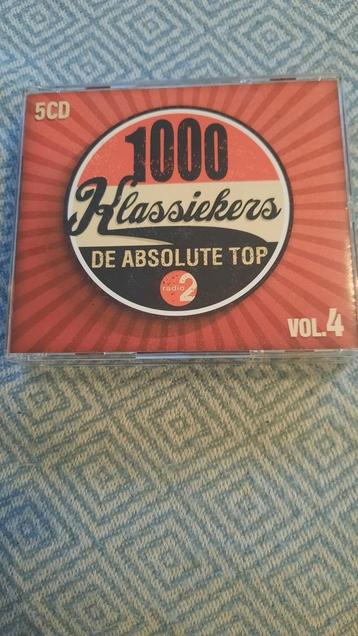 5CD
1000
Klassiekers
DE ABSOLUTE TOP
radio 2
VOL.4